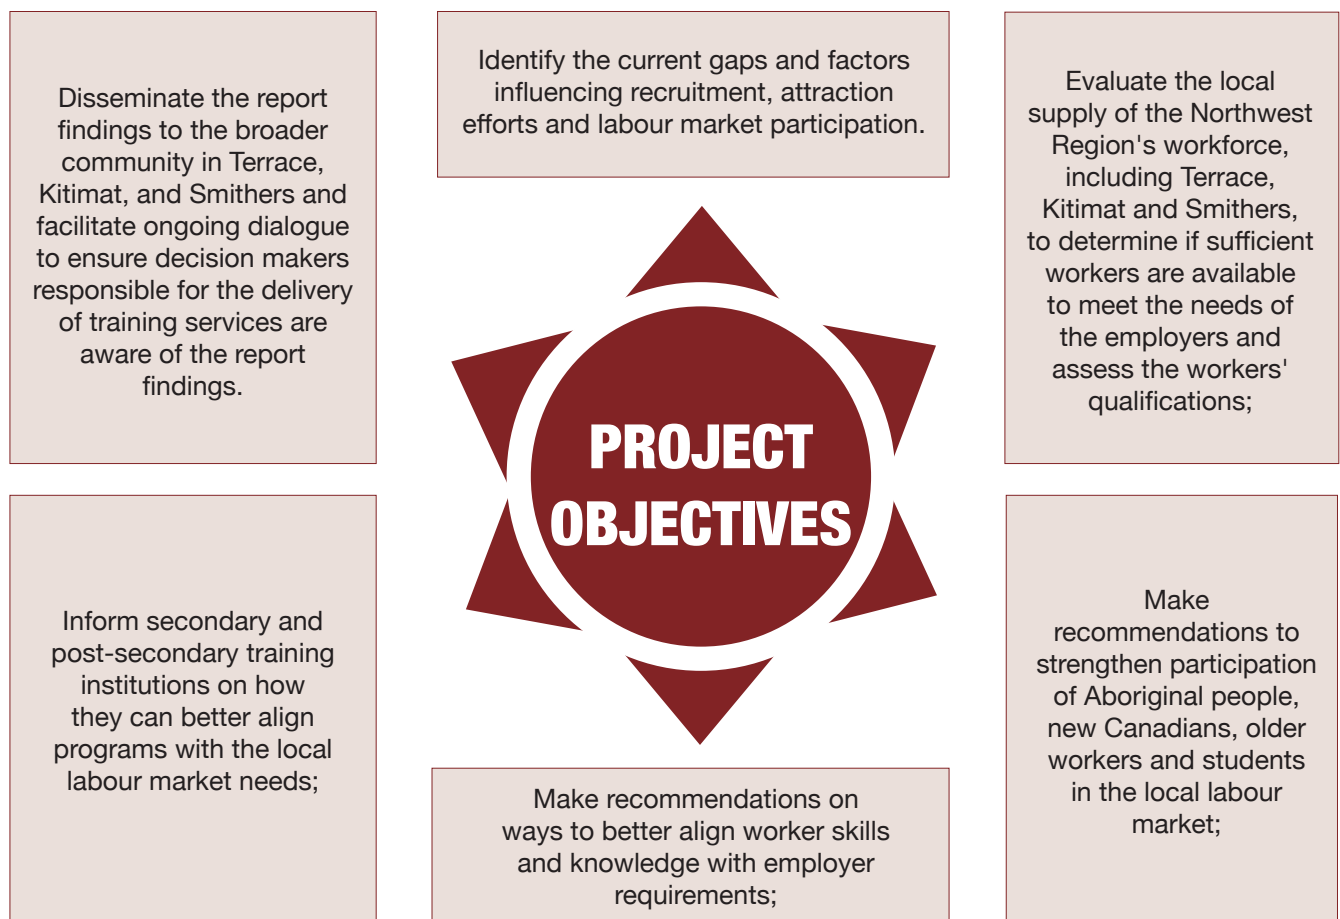 Disseminate the report
findings to the broader
community in Terrace,
Kitimat, and Smithers and
facilitate ongoing dialogue
to ensure decision makers
responsible for the delivery
of training services are
aware of the report
findings.
Identify the current gaps and factors
influencing recruitment, attraction
efforts and labour market participation.
Evaluate the local
supply of the Northwest
Region's workforce,
including Terrace,
Kitimat and Smithers,
to determine if sufficient
workers are available
to meet the needs of
the employers and
assess the workers'
qualifications;
PROJECT
OBJECTIVES
Inform secondary and
post-secondary training
institutions on how
they can better align
programs with the local
labour market needs;
Make recommendations on
ways to better align worker skills
and knowledge with employer
requirements;
Make
recommendations to
strengthen participation
of Aboriginal people,
new Canadians, older
workers and students
in the local labour
market;